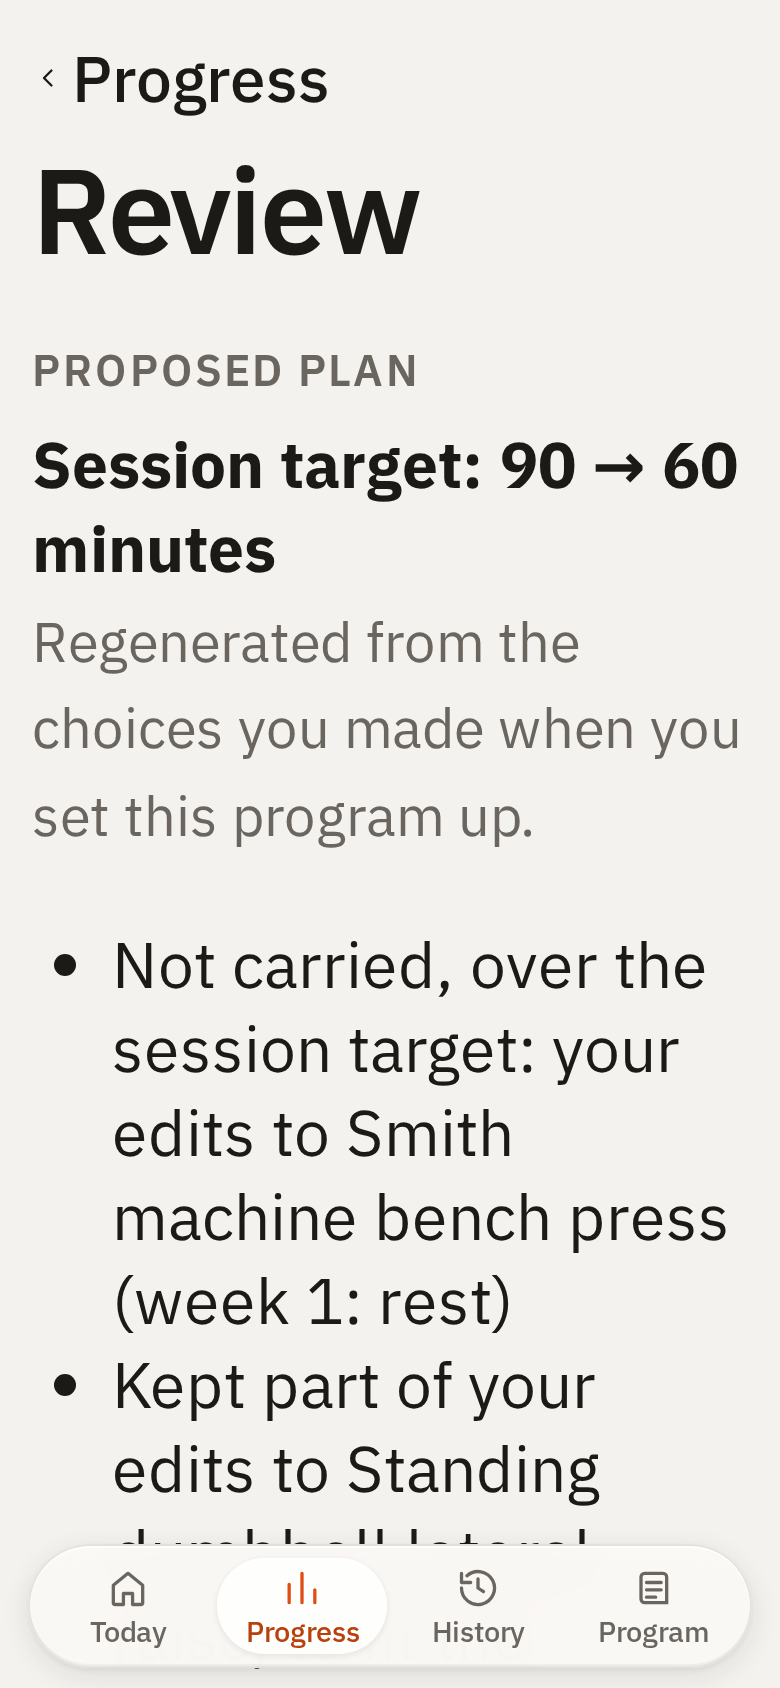 Progress
Review
PROPOSED PLAN
Session target: 90 → 60
minutes
Regenerated from the
choices you made when you
set this program up.
• Not carried, over the
session target: your
edits to Smith
machine bench press
(week 1: rest)
• Kept part of your
edits to Standing
dumbbell lateral
Today
Progress
History
Program